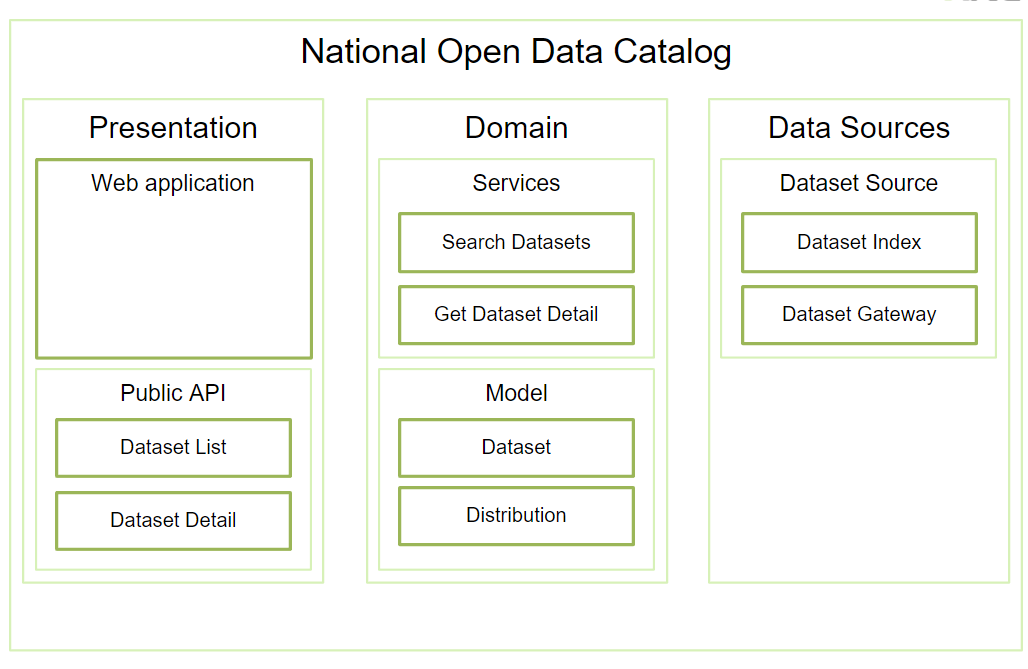 National Open Data Catalog
Presentation
Web application
Public API
Dataset List
Dataset Detail
Domain
Services
Search Datasets
Get Dataset Detail
Model
Dataset
Distribution
Data Sources
Dataset Source
Dataset Index
Dataset Gateway